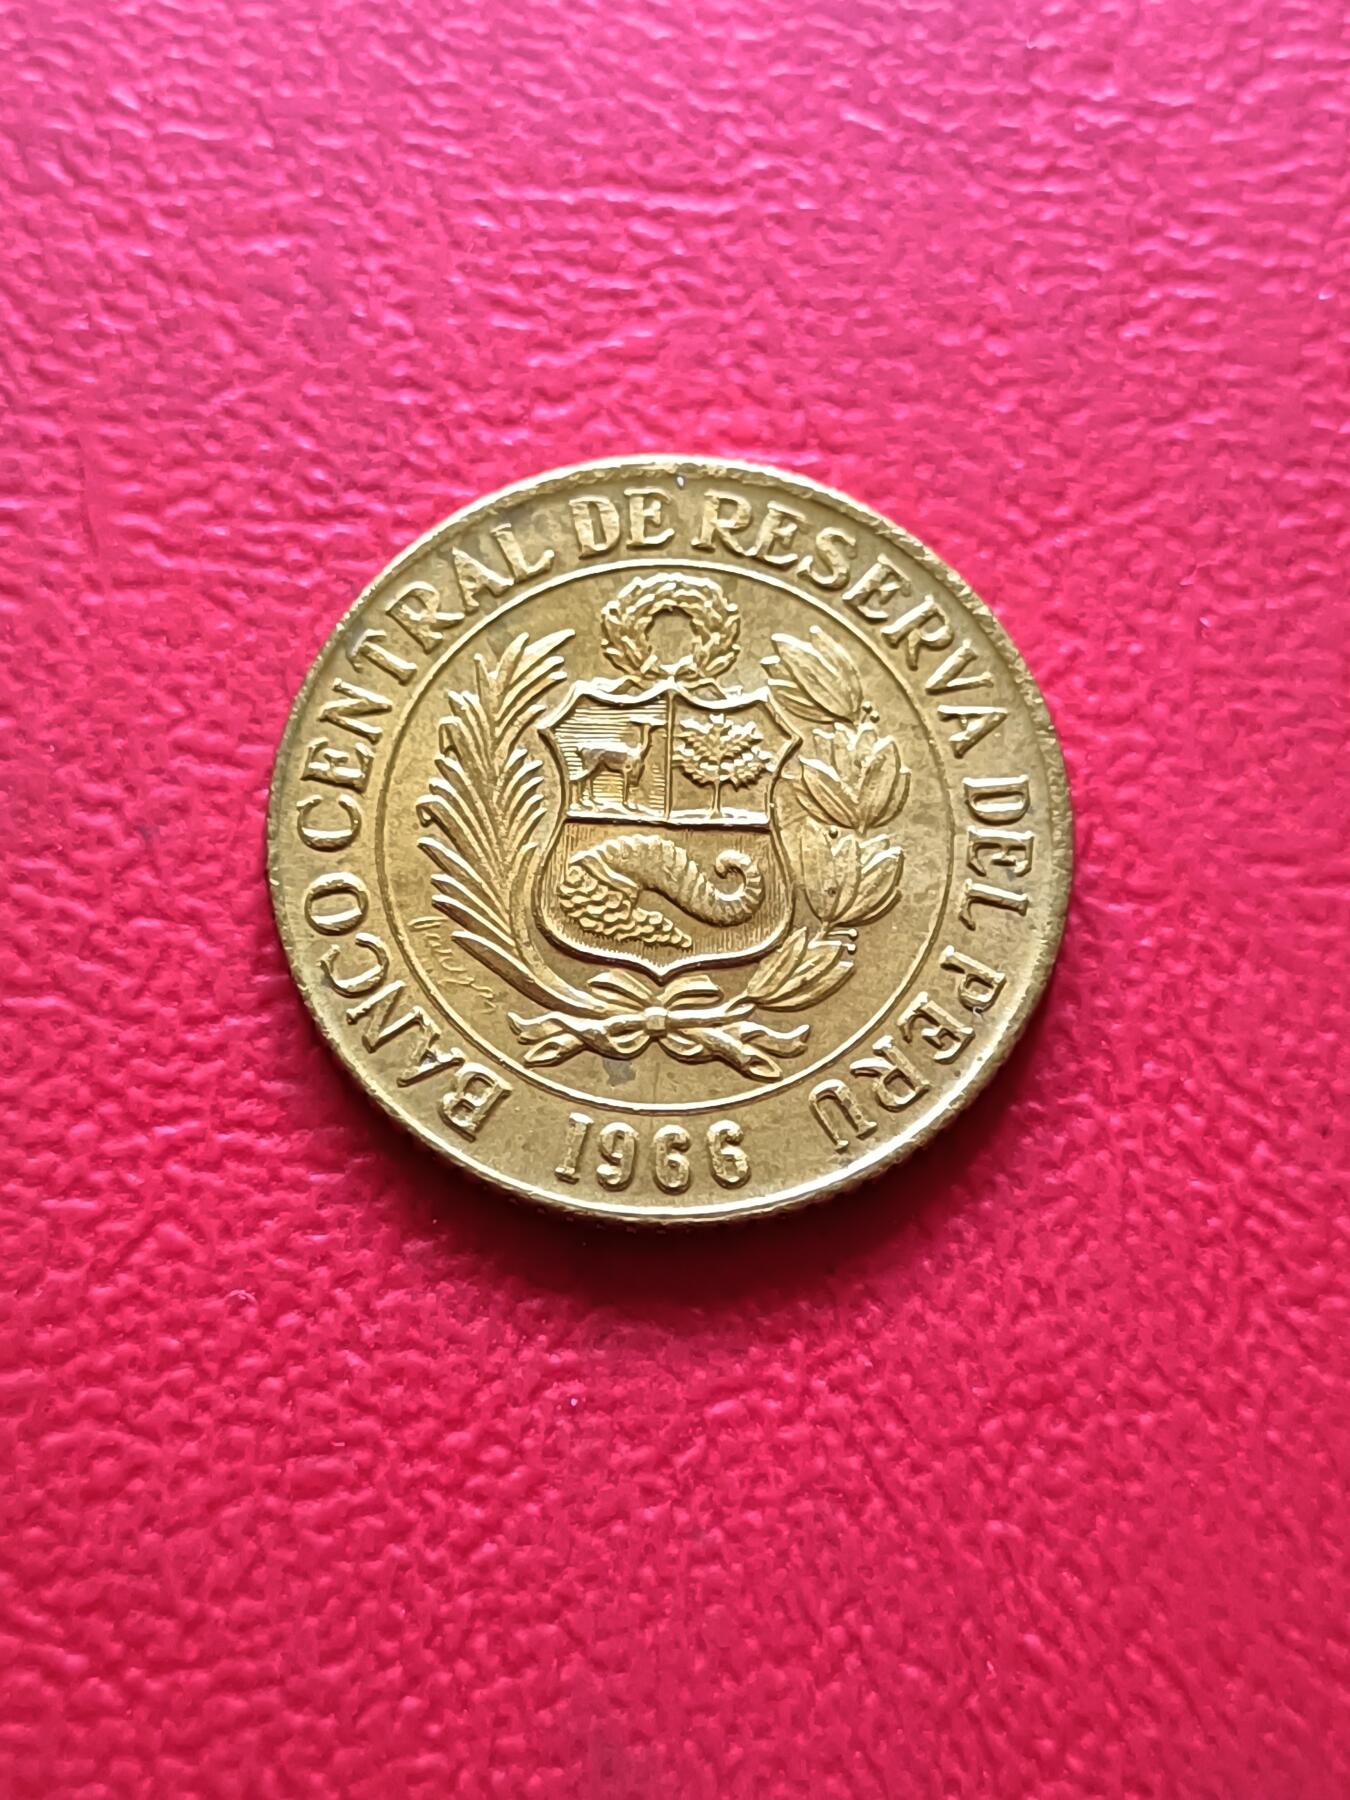 BANCO CENTRAL DE RESERVA DEL PERU
1966